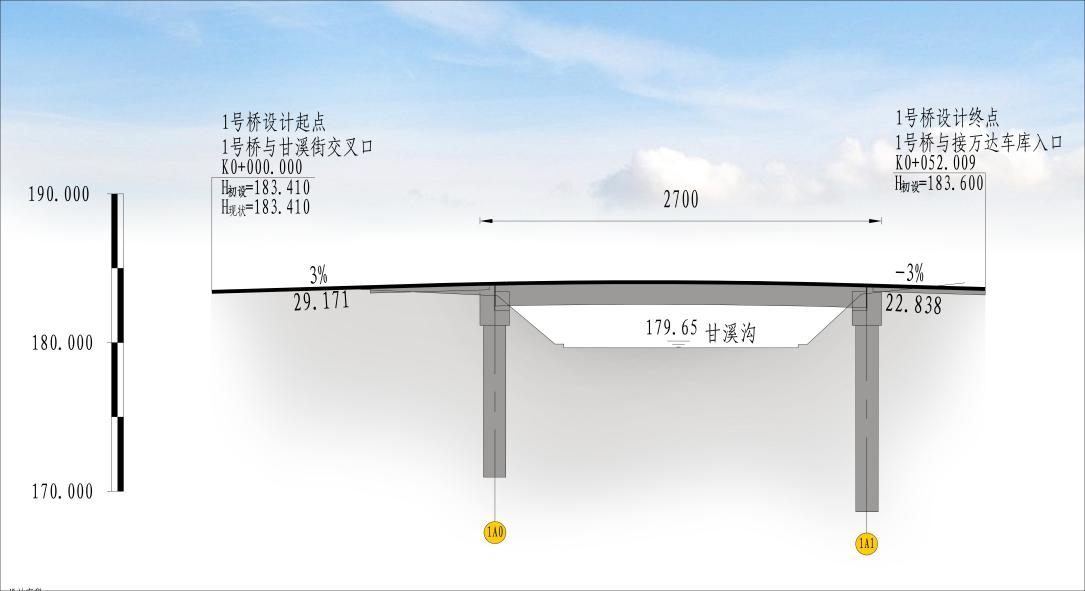 1号桥设计起点
1号桥与甘溪街交叉口
K0+000.000
H初设=183.410
H现状=183.410
1号桥设计终点
1号桥与接万达车库入口
K0+052.009
H初设=183.600
190.000
180.000
170.000
2700
3%
29.171
-3%
22.838
179.65 甘溪沟
1A0
1A1